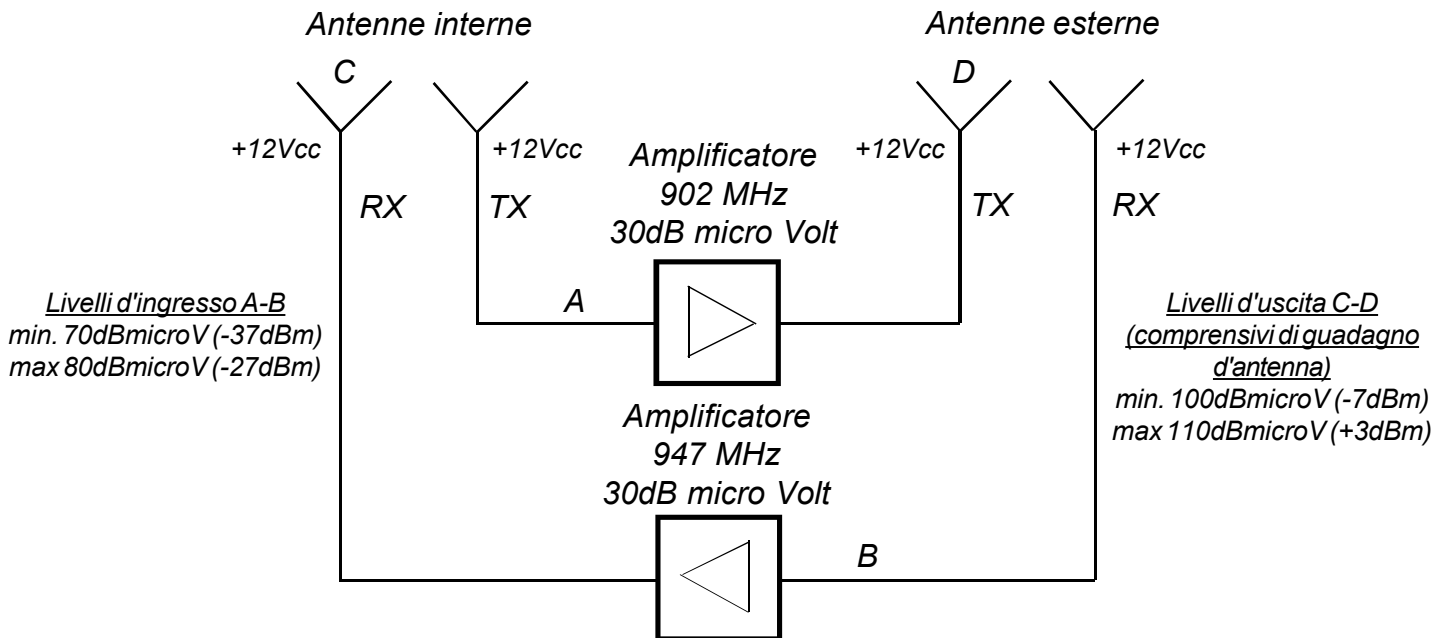 Antenne interne
Antenne esterne
C
D
+12Vcc
+12Vcc
+12Vcc
+12Vcc
Amplificatore
902 MHz
30dB micro Volt
RX
TX
TX
RX
A
Livelli d'ingresso A-B
min. 70dBmicroV (-37dBm)
max 80dBmicroV (-27dBm)
Livelli d'uscita C-D
(comprensivi di guadagno
d'antenna)
min. 100dBmicroV (-7dBm)
max 110dBmicroV (+3dBm)
Amplificatore
947 MHz
30dB micro Volt
B